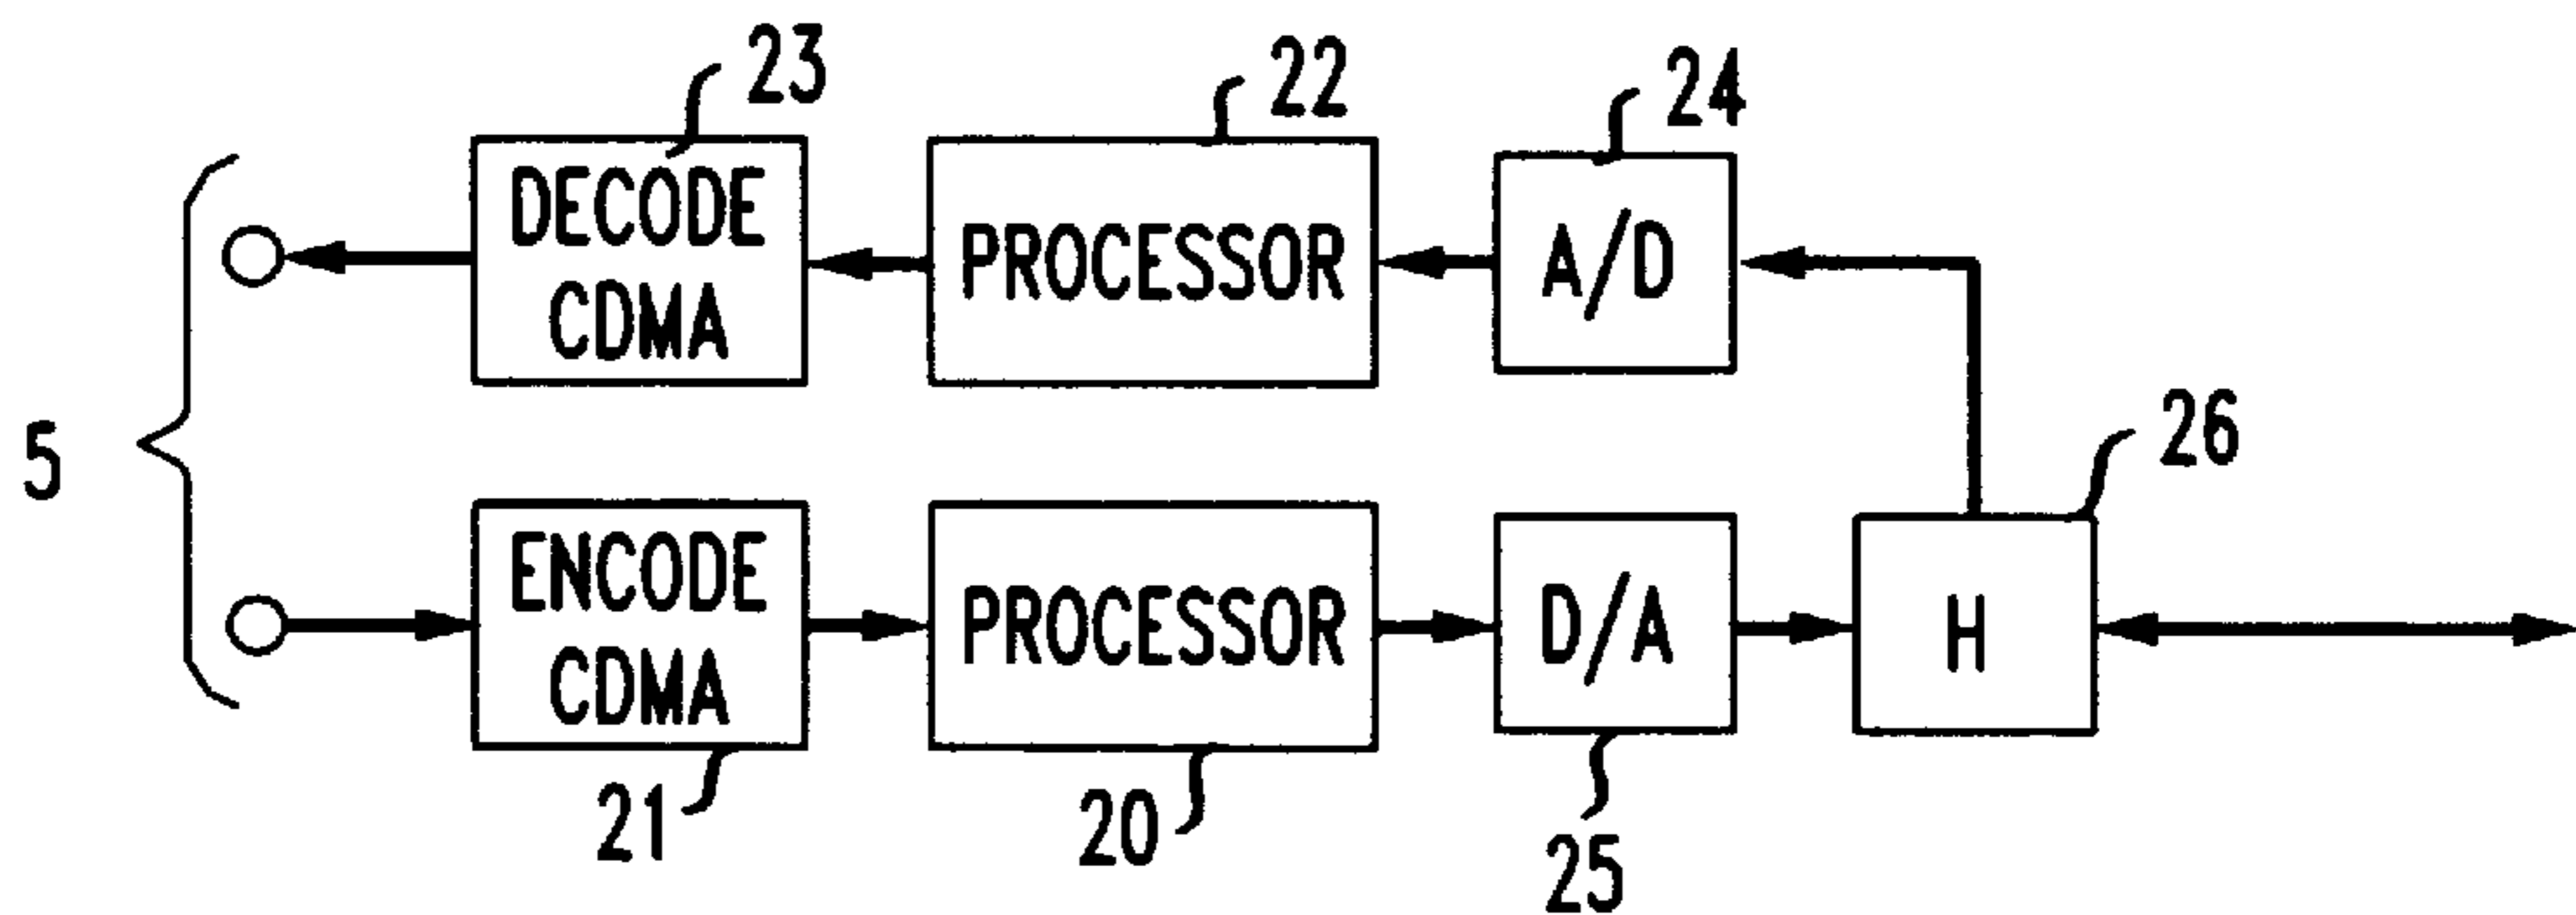 23
22
24
DECODE
CDMA
PROCESSOR
A/D
5
26
ENCODE
CDMA
PROCESSOR
D/A
H
21
20
25